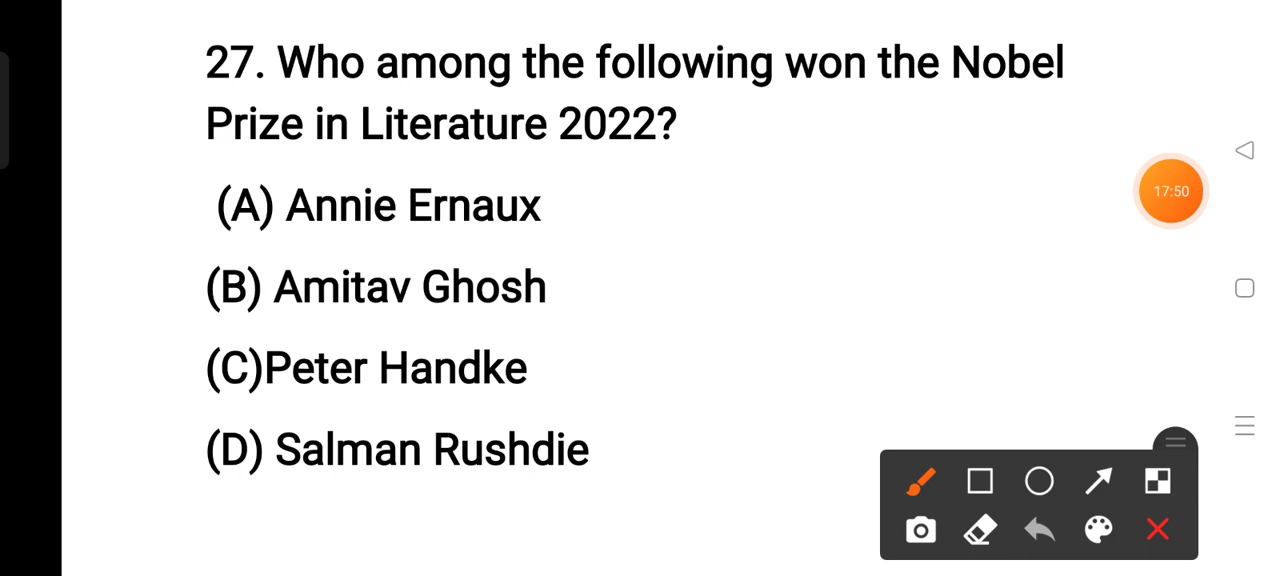 27. Who among the following won the Nobel
Prize in Literature 2022?
(A) Annie Ernaux
17:50
(B) Amitav Ghosh
(C)Peter Handke
(D) Salman Rushdie